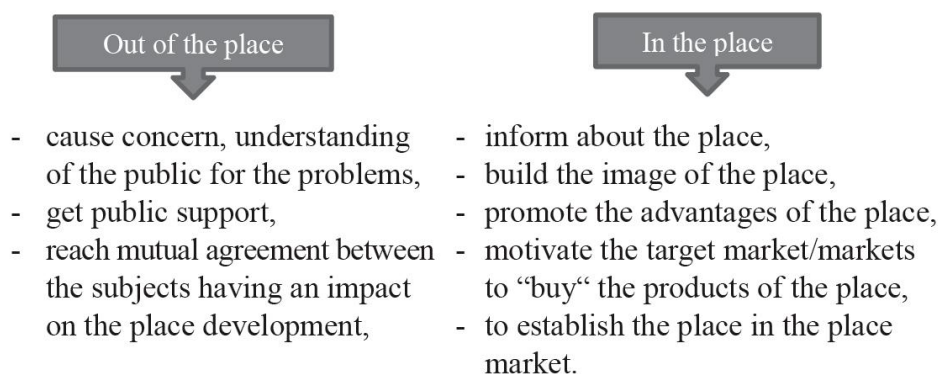 Out of the place
- cause concern, understanding
of the public for the problems,
- get public support,
- reach mutual agreement between
the subjects having an impact
on the place development,
In the place
- inform about the place,
- build the image of the place,
- promote the advantages of the place,
- motivate the target market/markets
to “buy“ the products of the place,
- to establish the place in the place
market.